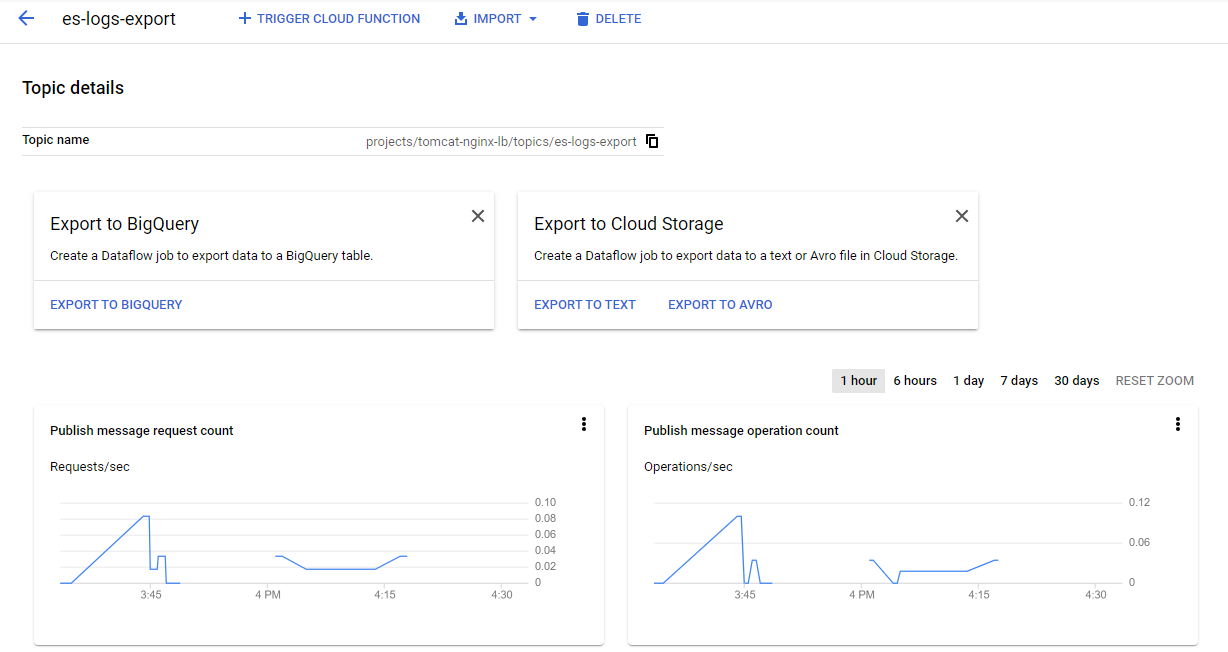 es-logs-export TRIGGER CLOUD FUNCTION IMPORT DELETE
Topic details
Topic name projects/tomcat-nginx-lb/topics/es-logs-export
Export to BigQuery
Create a Dataflow job to export data to a BigQuery table.
EXPORT TO BIGQUERY
Export to Cloud Storage
Create a Dataflow job to export data to a text or Avro file in Cloud Storage.
EXPORT TO TEXT EXPORT TO AVRO
1 hour 6 hours 1 day 7 days 30 days RESET ZOOM
Publish message request count
Requests/sec
0.10
0.08
0.06
0.04
0.02
0
3:45 4 PM 4:15 4:30
Publish message operation count
Operations/sec
0.12
0.06
0
3:45 4 PM 4:15 4:30